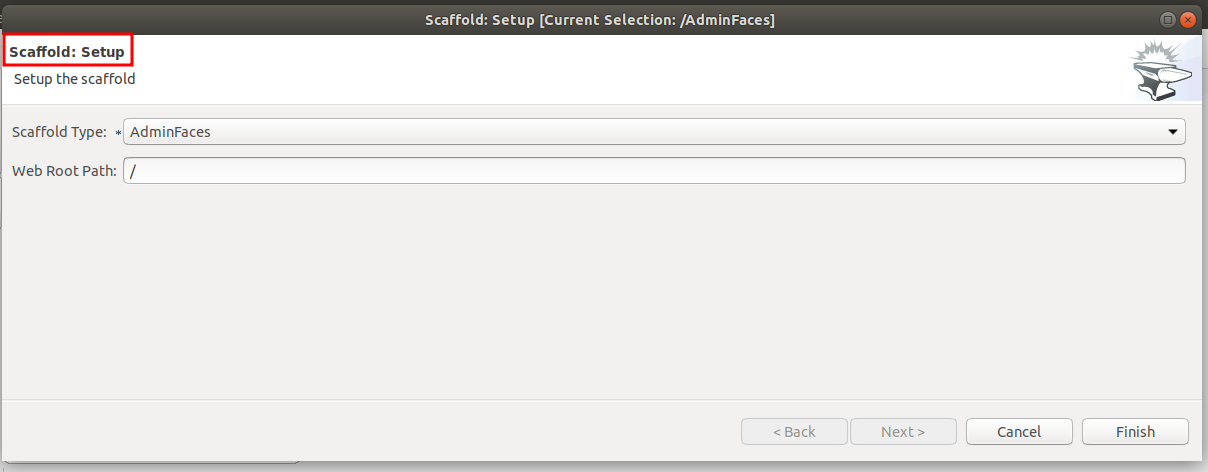 Scaffold: Setup [Current Selection: /AdminFaces]
Scaffold: Setup
Setup the scaffold
Scaffold Type: * AdminFaces
Web Root Path: /
< Back Next > Cancel Finish